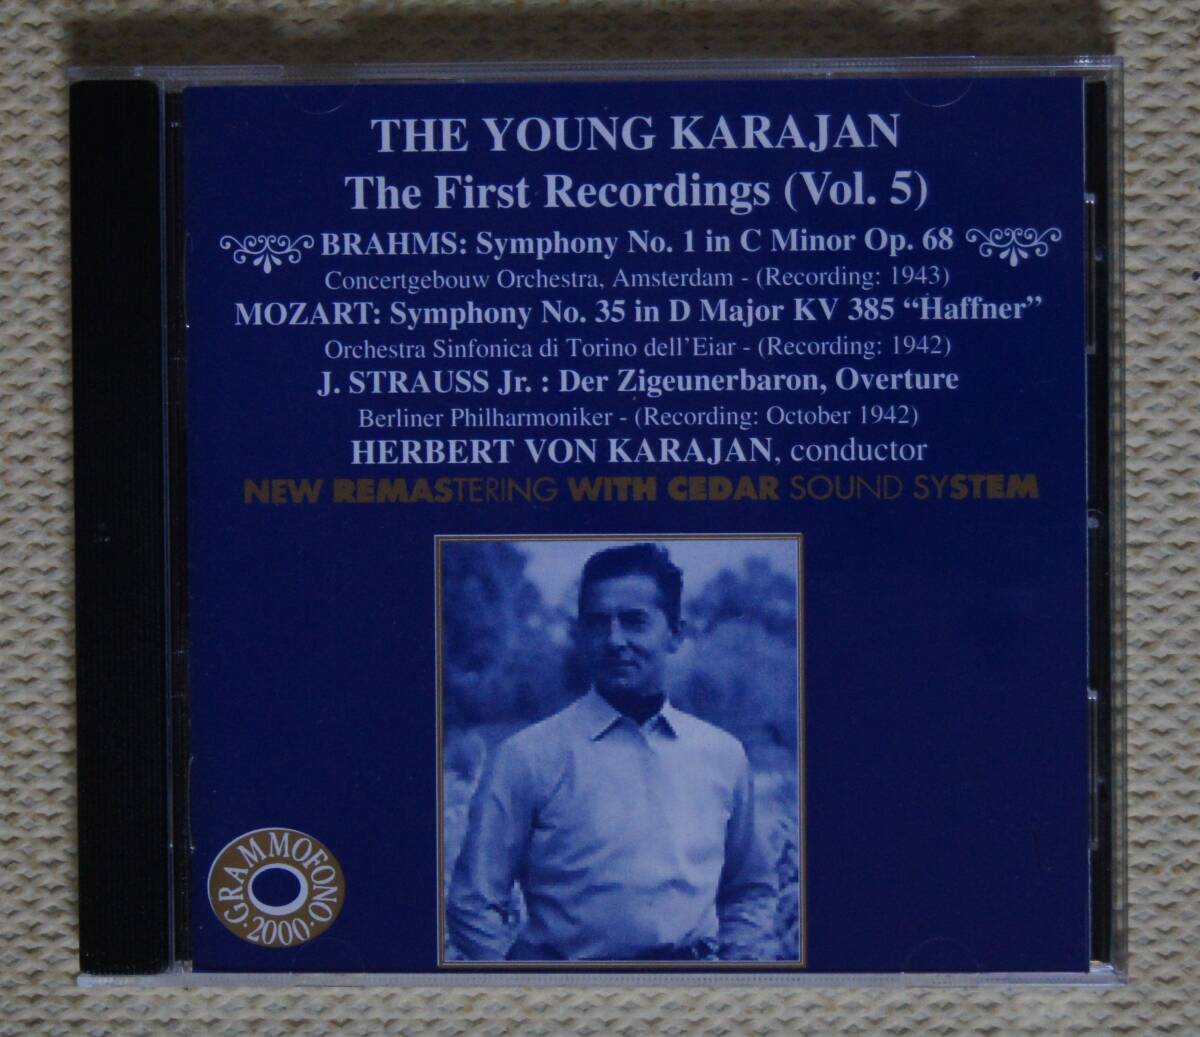 THE YOUNG KARAJAN
The First Recordings (Vol. 5)
BRAHMS: Symphony No. 1 in C Minor Op. 68
Concertgebouw Orchestra, Amsterdam - (Recording: 1943)
MOZART: Symphony No. 35 in D Major KV 385 “Haffner”
Orchestra Sinfonica di Torino dell’Eiar - (Recording: 1942)
J. STRAUSS Jr. : Der Zigeunerbaron, Overture
Berliner Philharmoniker - (Recording: October 1942)
HERBERT VON KARAJAN, conductor
NEW REMASTERING WITH CEDAR SOUND SYSTEM
GRAMMOFONO
·2000·